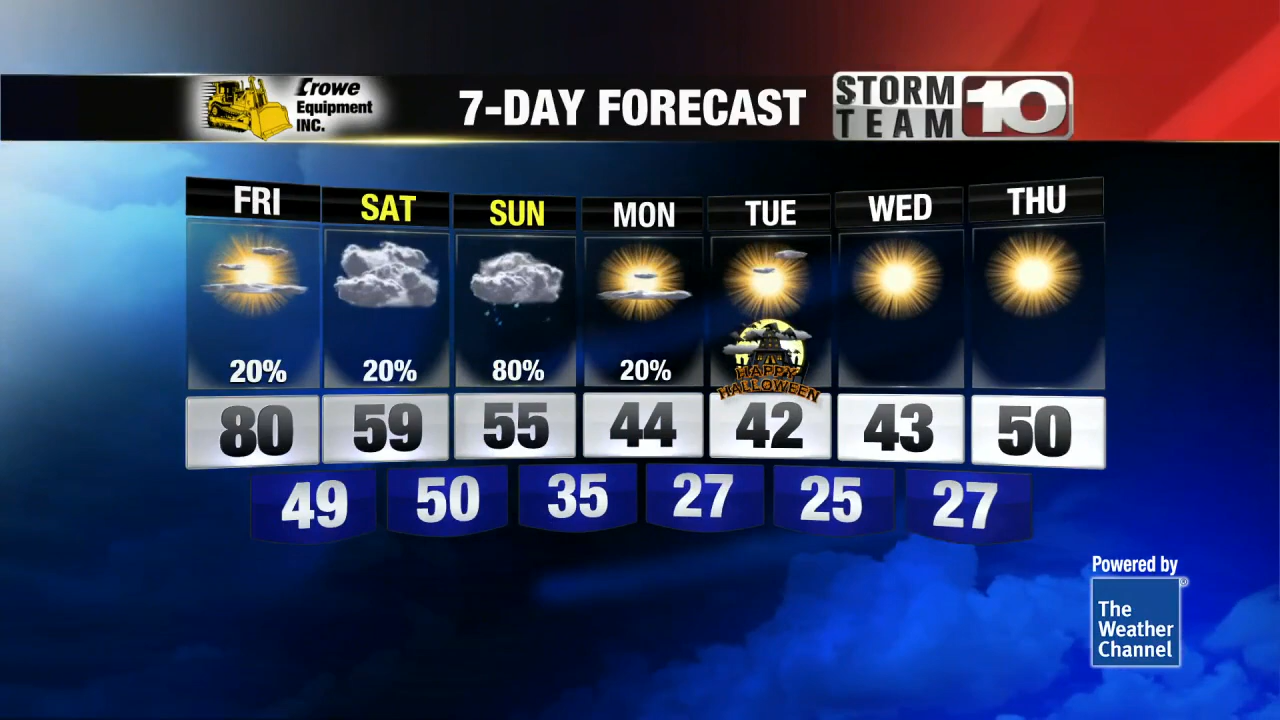 Crowe
Equipment
INC.
7-DAY FORECAST
STORM
TEAM
10
FRI SAT SUN MON TUE WED THU
20% 20% 80% 20%
HAPPY
HALLOWEEN
80 59 55 44 42 43 50
49 50 35 27 25 27
Powered by
The
Weather
Channel®